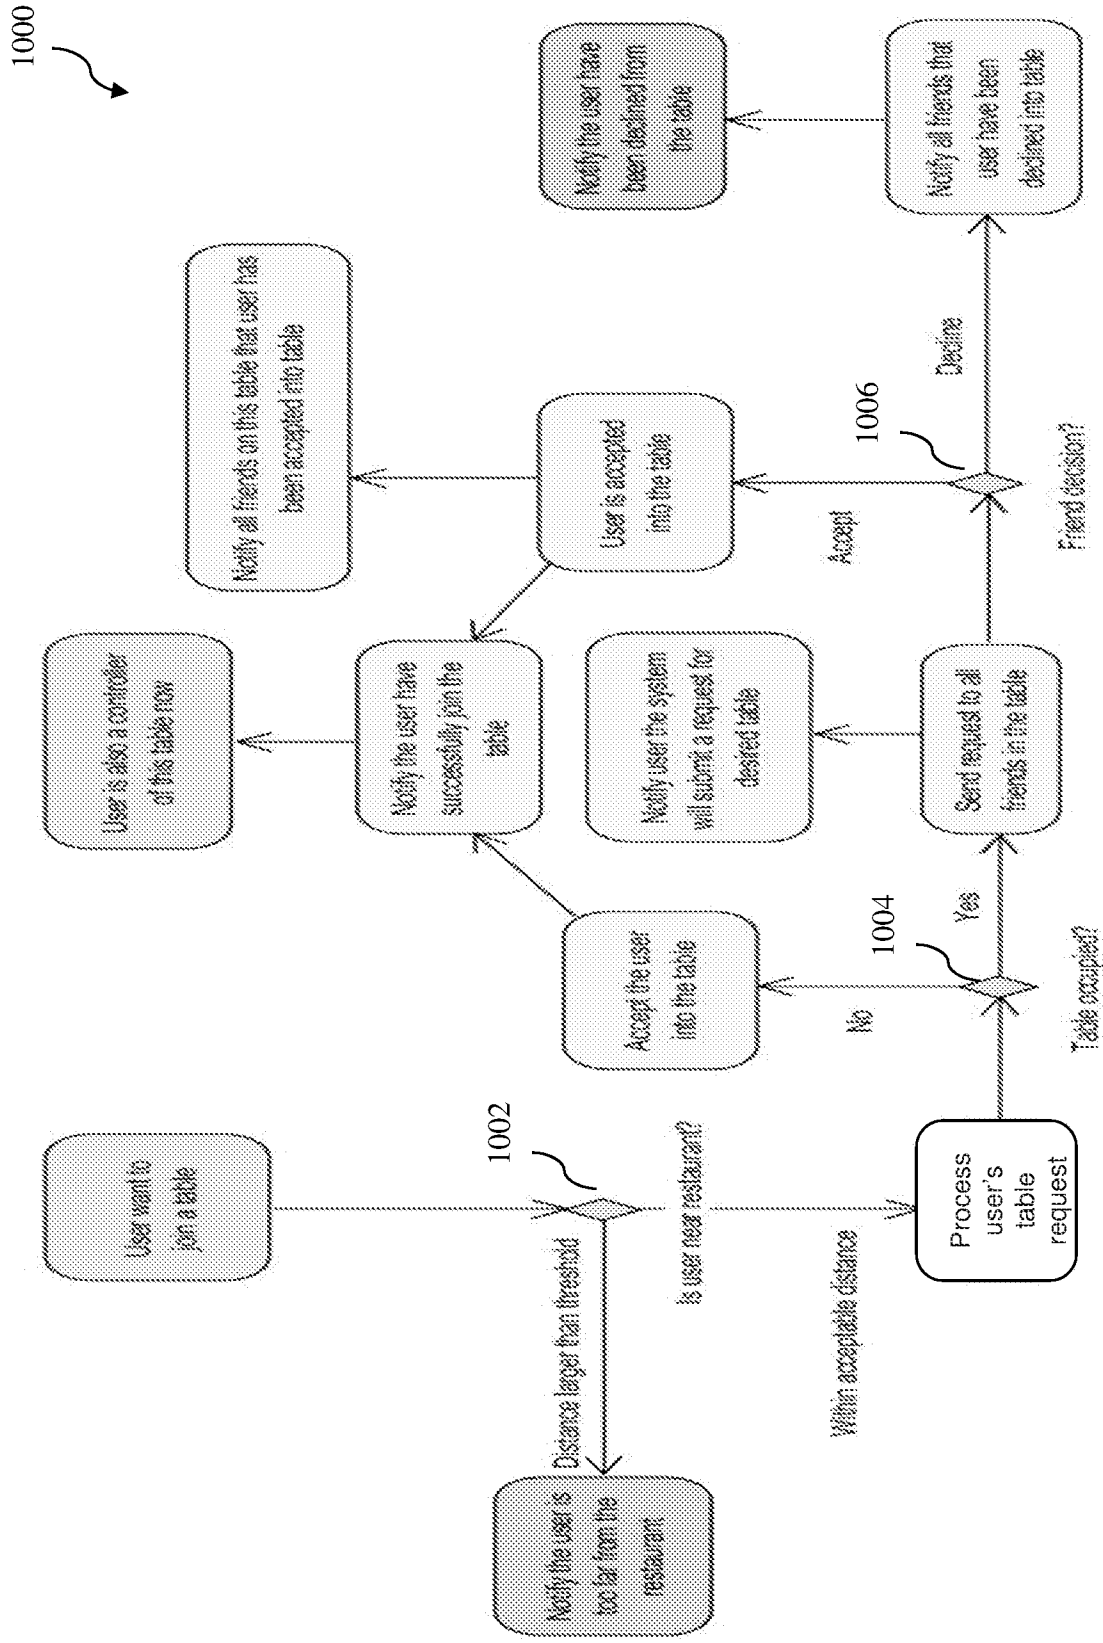 1000
User want to
join a table
1002
Is user near restaurant?
Distance larger than threshold
Notify the user is
too far from the
restaurant
Within acceptable distance
Process
user's
table
request
Table occupied?
1004
No
Accept the user
into the table
Yes
Send request to all
friends in the table
Notify user the system
will submit a request for
desired table
Notify the user have
successfully join the
table
User is also a controller
of this table now
Friend decision?
1006
Accept
User is accepted
into the table
Notify all friends on this table that user has
been accepted into table
Decline
Notify all friends that
user have been
declined into table
Notify the user have
been declined from
the table